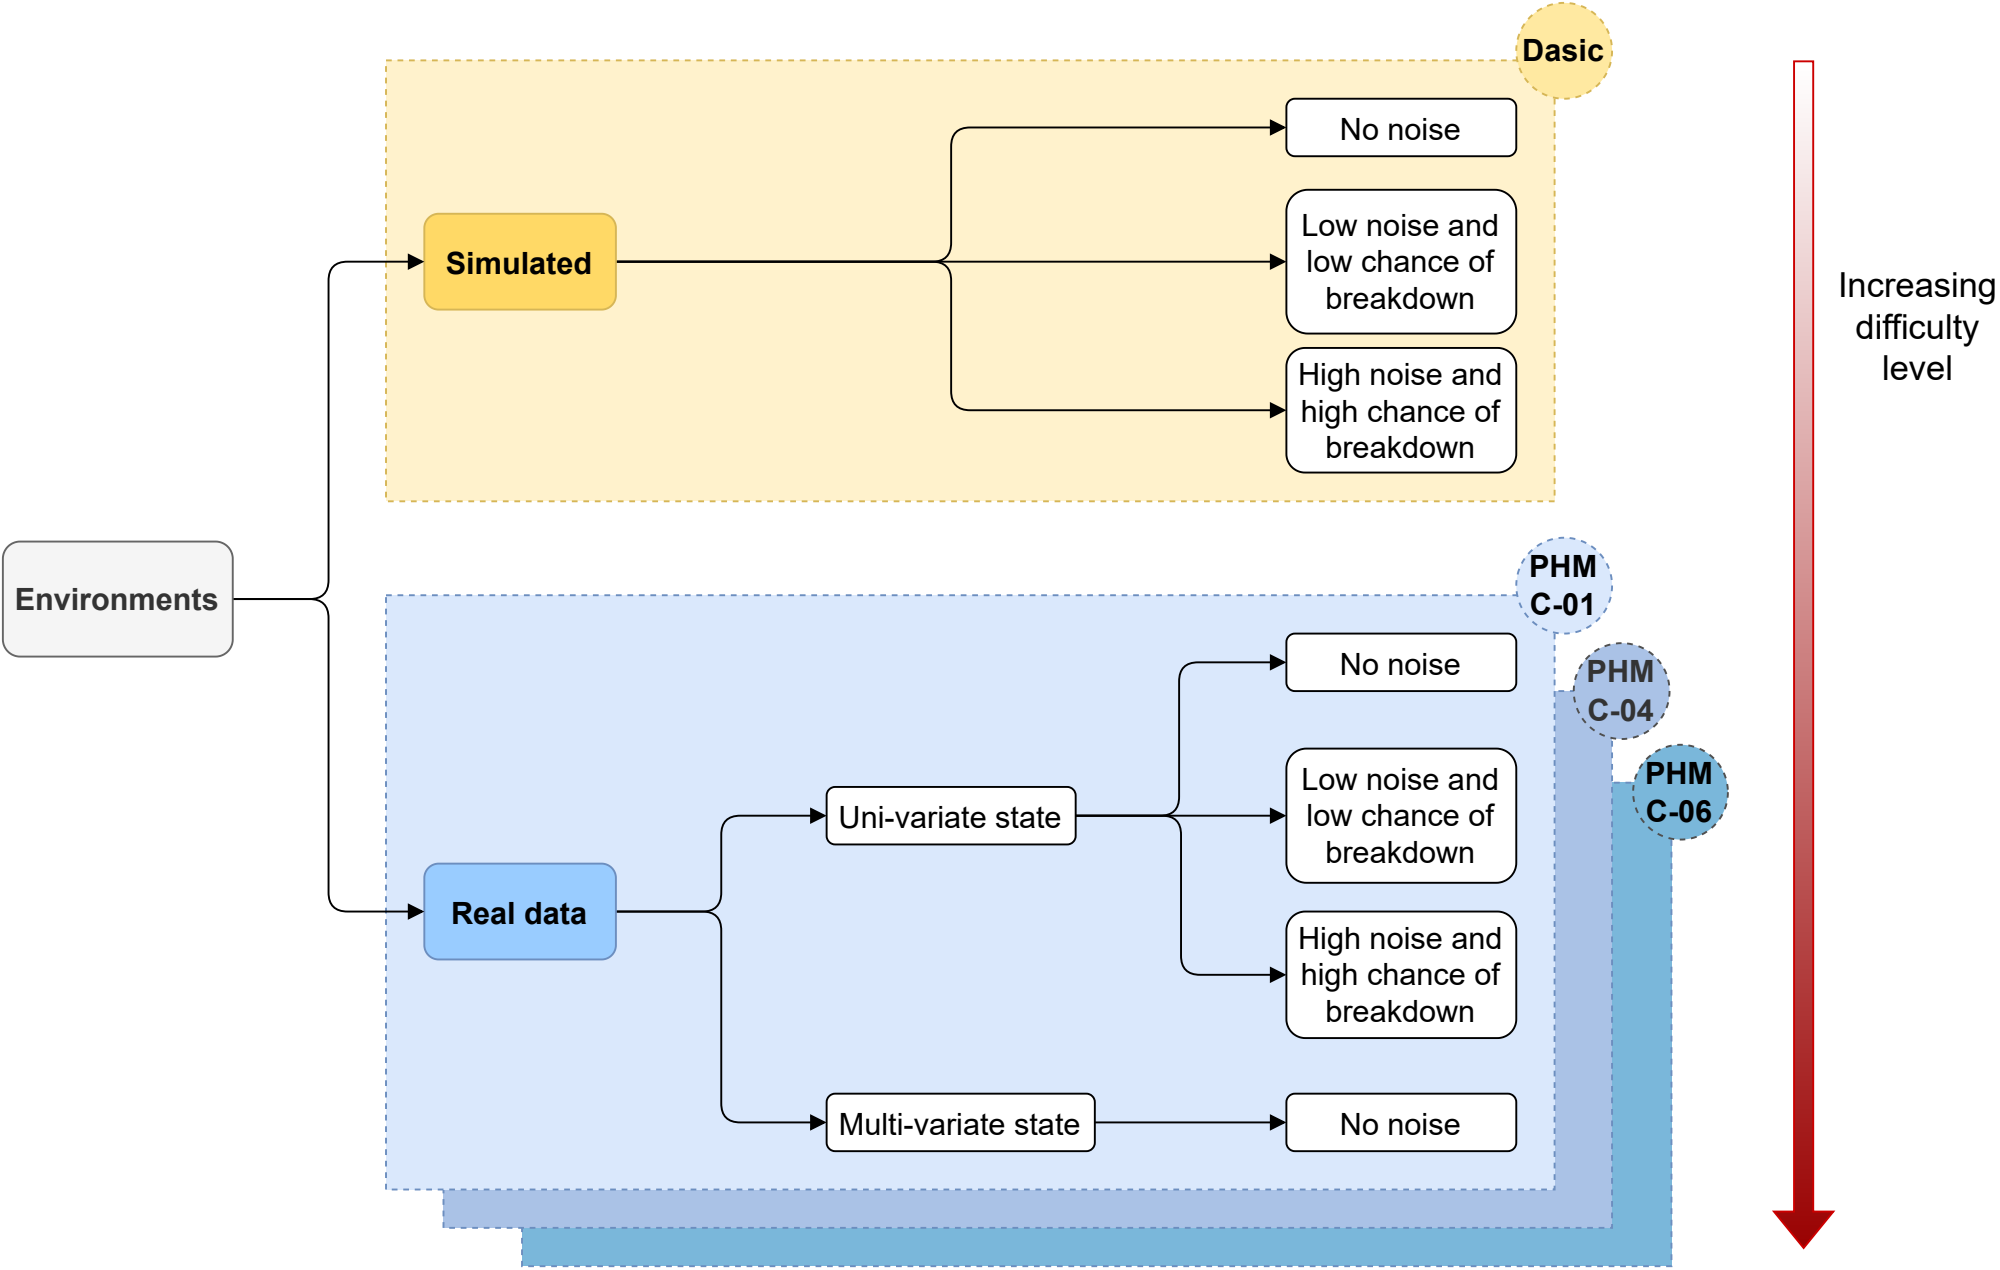 Dasic
No noise
Low noise and
low chance of
breakdown
Simulated
High noise and
high chance of
breakdown
Increasing
difficulty
level
Environments
PHM
C-01
No noise
PHM
C-04
Low noise and
low chance of
breakdown
PHM
C-06
Uni-variate state
Real data
High noise and
high chance of
breakdown
Multi-variate state
No noise